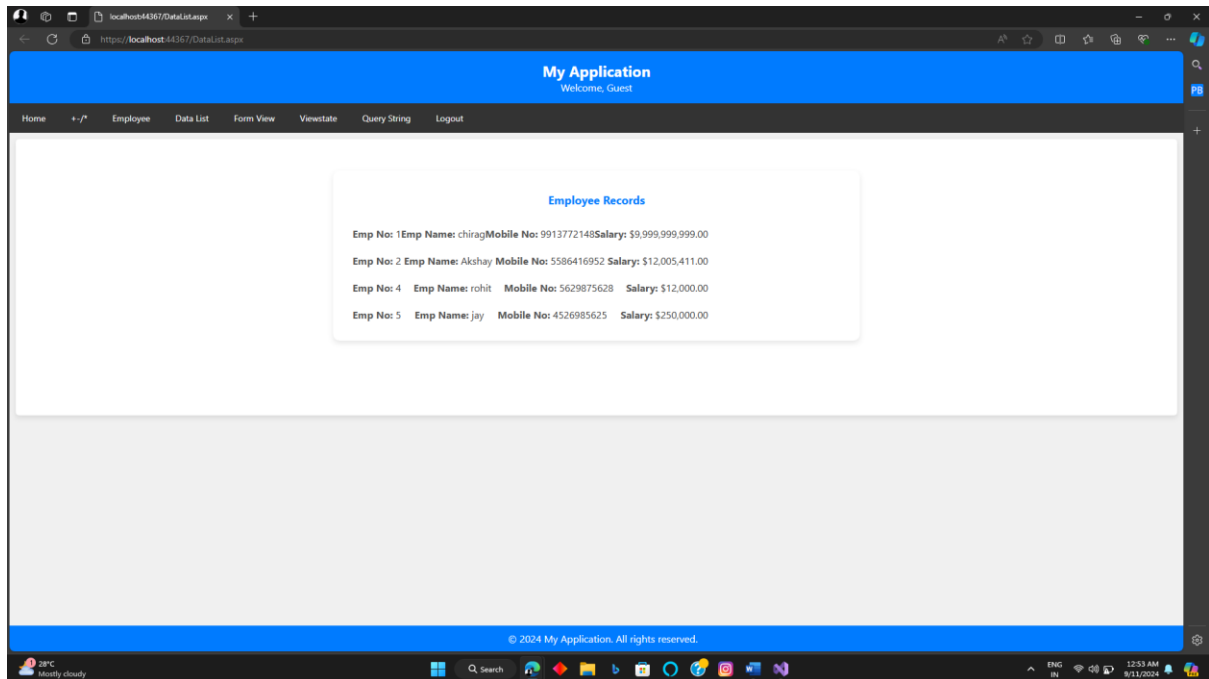 localhost:44367/DataList.aspx
https://localhost:44367/DataList.aspx
My Application
Welcome, Guest
PB
Home +-/* Employee Data List Form View Viewstate Query String Logout
Employee Records
Emp No: 1Emp Name: chiragMobile No: 9913772148Salary: $9,999,999,999.00
Emp No: 2 Emp Name: Akshay Mobile No: 5586416952 Salary: $12,005,411.00
Emp No: 4 Emp Name: rohit Mobile No: 5629875628 Salary: $12,000.00
Emp No: 5 Emp Name: jay Mobile No: 4526985625 Salary: $250,000.00
© 2024 My Application. All rights reserved.
1
28°C
Mostly cloudy
Search
ENG
IN
12:53 AM
9/11/2024